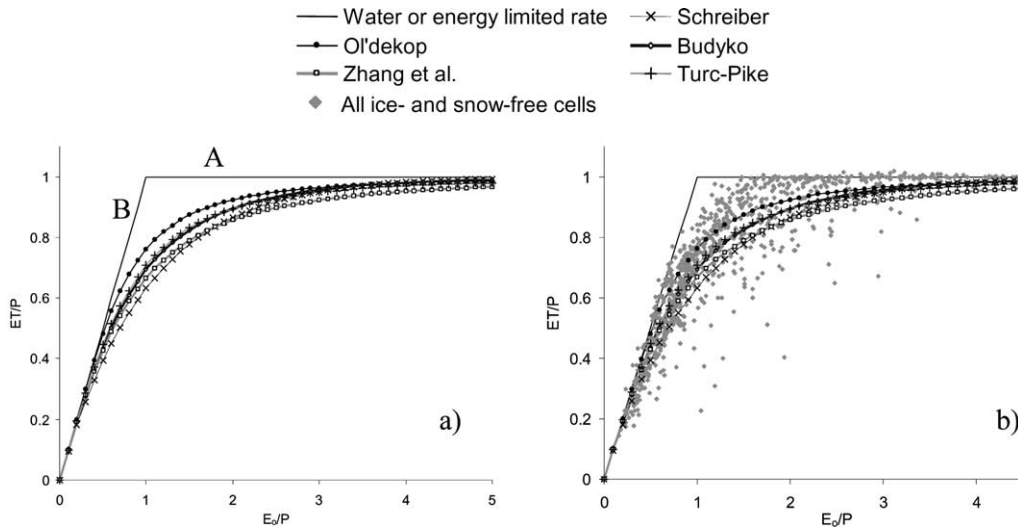 Water or energy limited rate
Schreiber
Ol'dekop
Budyko
Zhang et al.
Turc-Pike
All ice- and snow-free cells
A
B
a)
ET/P
1
0.8
0.6
0.4
0.2
0
0 1 2 3 4 5
E₀/P
b)
ET/P
1
0.8
0.6
0.4
0.2
0
0 1 2 3 4
E₀/P